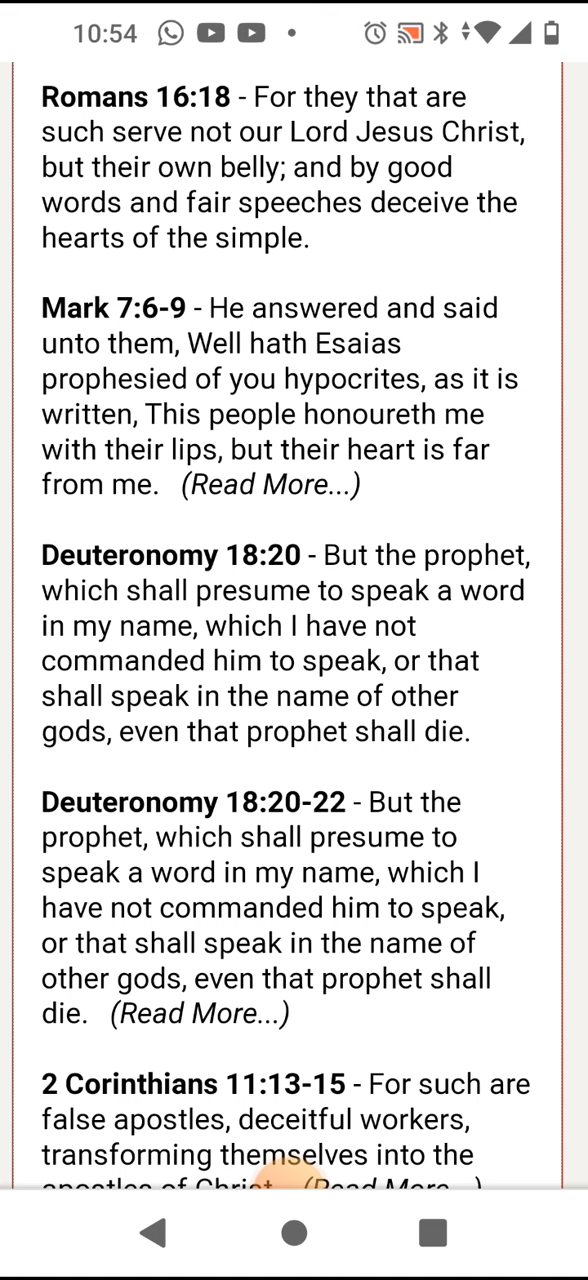 10:54
Romans 16:18 - For they that are
such serve not our Lord Jesus Christ,
but their own belly; and by good
words and fair speeches deceive the
hearts of the simple.
Mark 7:6-9 - He answered and said
unto them, Well hath Esaias
prophesied of you hypocrites, as it is
written, This people honoureth me
with their lips, but their heart is far
from me. (Read More...)
Deuteronomy 18:20 - But the prophet,
which shall presume to speak a word
in my name, which I have not
commanded him to speak, or that
shall speak in the name of other
gods, even that prophet shall die.
Deuteronomy 18:20-22 - But the
prophet, which shall presume to
speak a word in my name, which I
have not commanded him to speak,
or that shall speak in the name of
other gods, even that prophet shall
die. (Read More...)
2 Corinthians 11:13-15 - For such are
false apostles, deceitful workers,
transforming themselves into the
apostles of Christ. (Read More...)